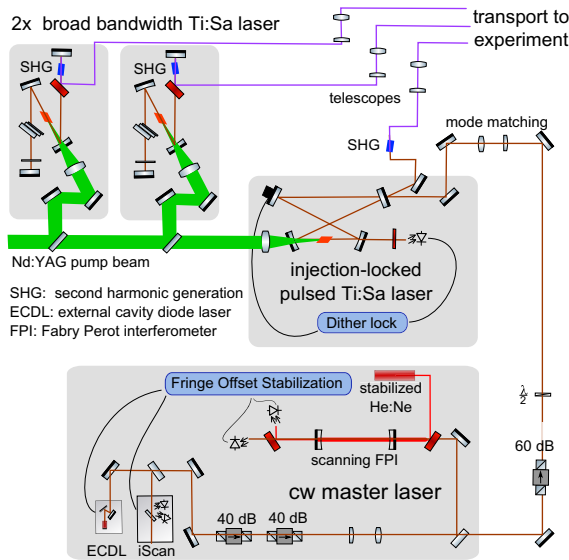 2x broad bandwidth Ti:Sa laser
transport to
experiment
SHG
SHG
telescopes
SHG
mode matching
Nd:YAG pump beam
injection-locked
pulsed Ti:Sa laser
SHG: second harmonic generation
ECDL: external cavity diode laser
FPI: Fabry Perot interferometer
Dither lock
Fringe Offset Stabilization
stabilized
He:Ne
λ
2
scanning FPI
60 dB
cw master laser
40 dB
40 dB
ECDL
iScan